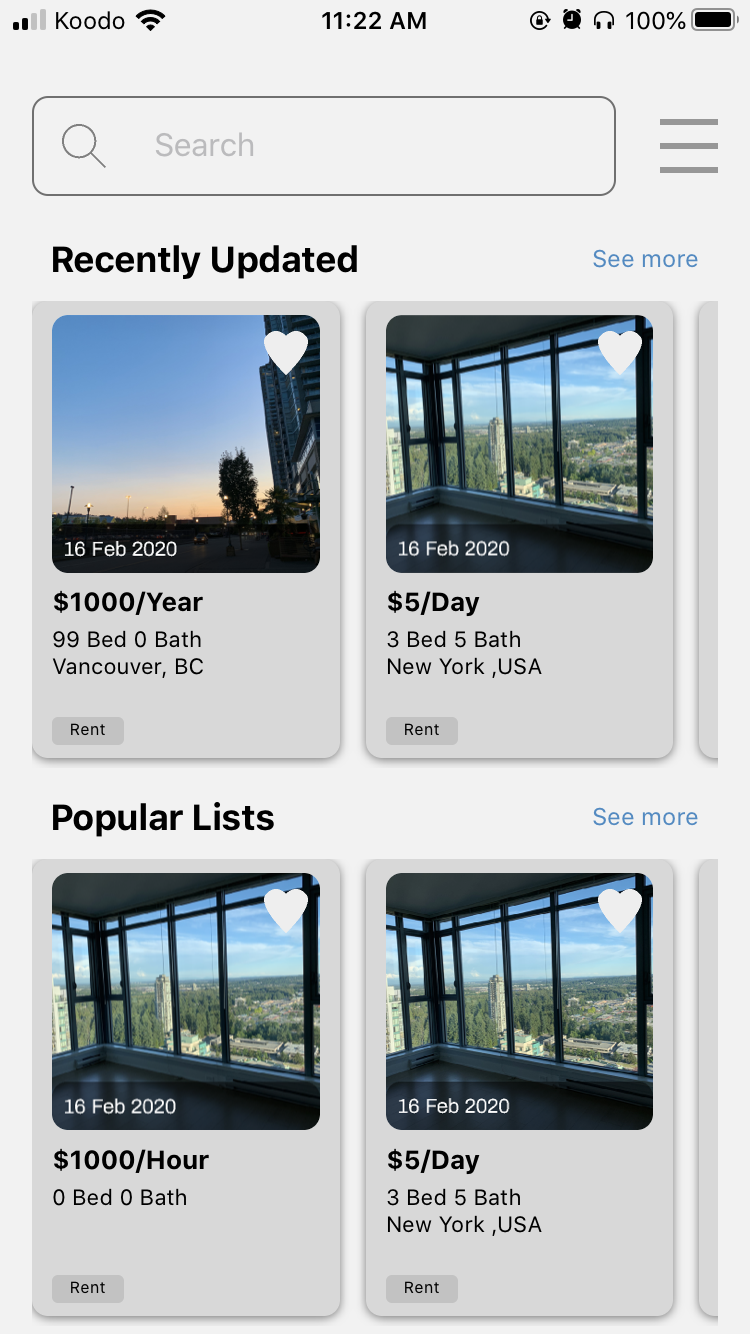 Koodo 11:22 AM 100%
Search
Recently Updated See more
16 Feb 2020
$1000/Year
99 Bed 0 Bath
Vancouver, BC
Rent
16 Feb 2020
$5/Day
3 Bed 5 Bath
New York ,USA
Rent
Popular Lists See more
16 Feb 2020
$1000/Hour
0 Bed 0 Bath
Rent
16 Feb 2020
$5/Day
3 Bed 5 Bath
New York ,USA
Rent